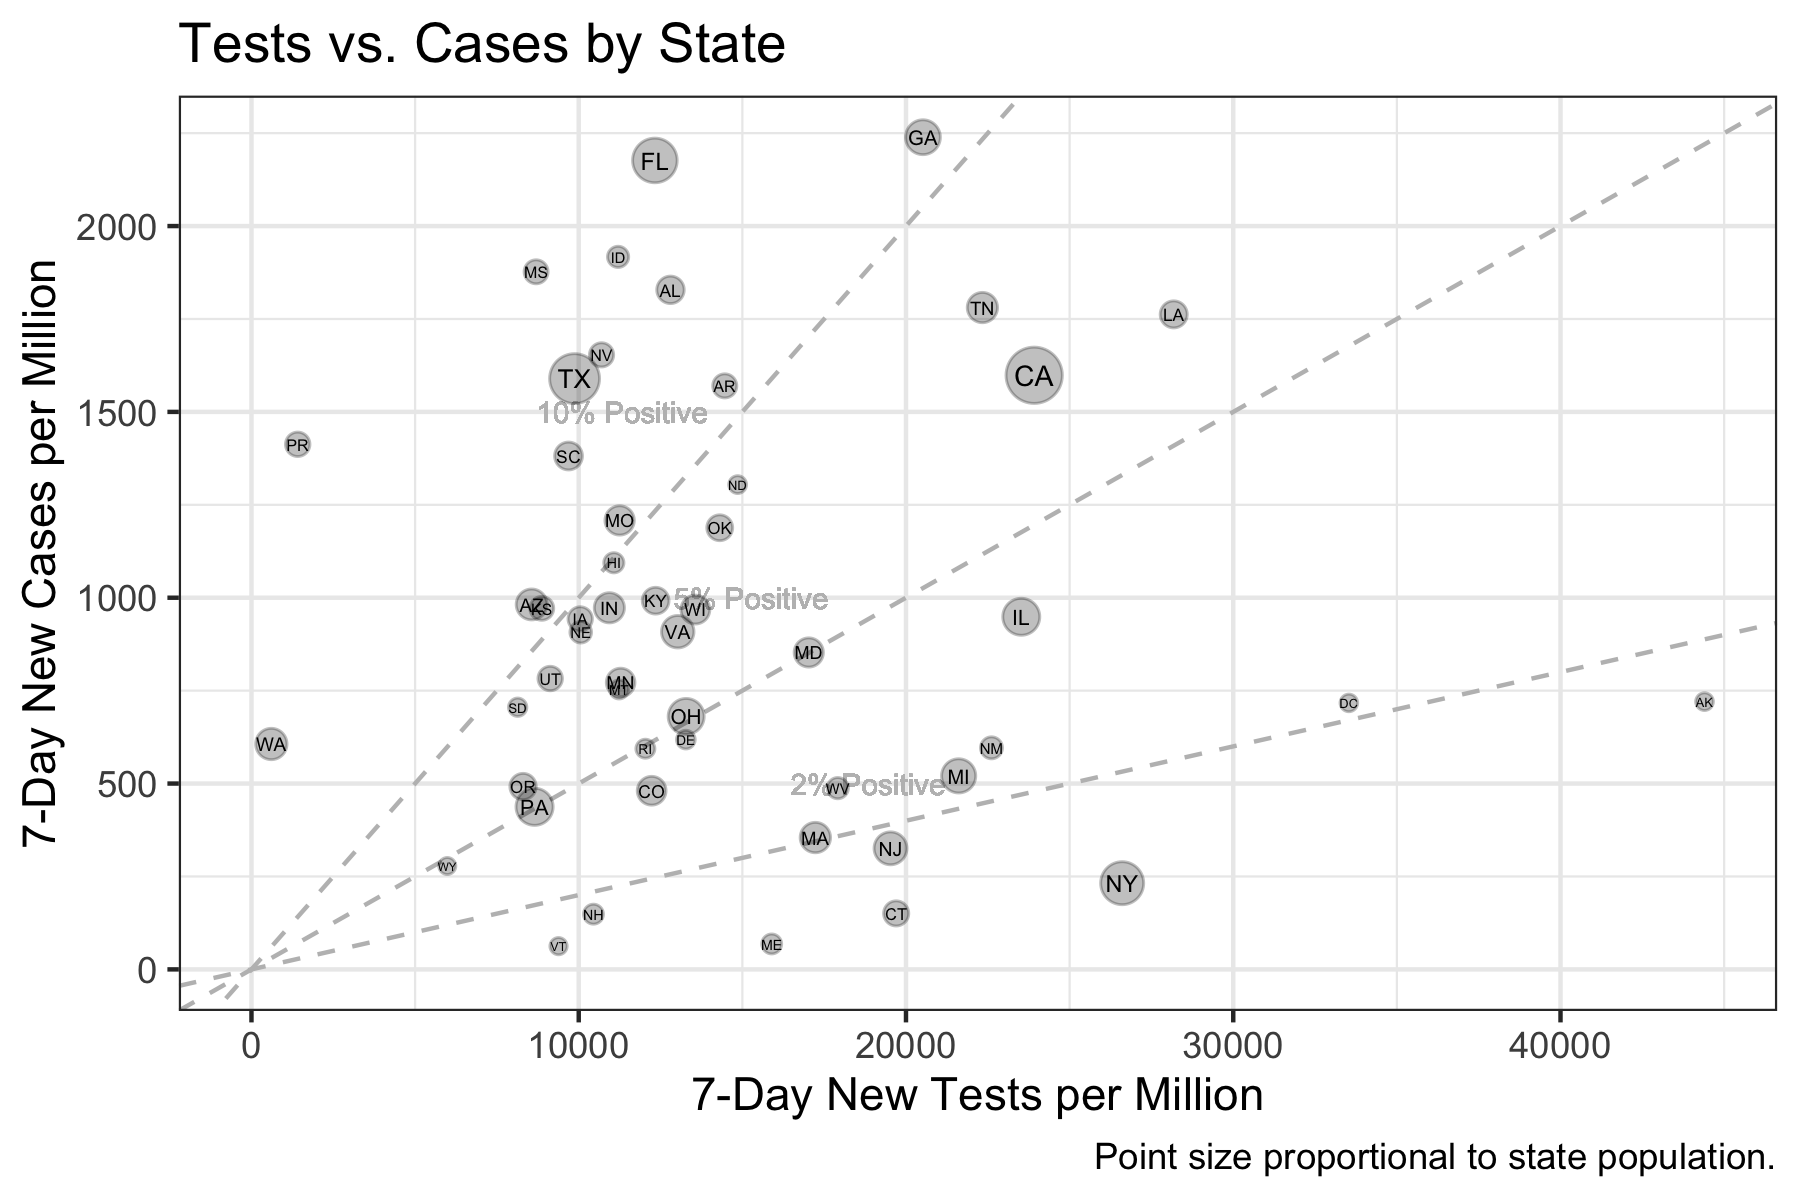 Tests vs. Cases by State
7-Day New Cases per Million
2000
1500
1000
500
0
GA
FL
ID
MS
AL
TN
LA
NV
TX
CA
AR
10% Positive
PR
SC
ND
MO
OK
HI
5% Positive
AZ
KS
IN
KY
WI
IA
NE
VA
IL
MD
UT
MN
MT
SD
OH
DC
AK
WA
DE
RI
NM
MI
2% Positive
OR
CO
WV
PA
MA
NJ
WY
NY
NH
CT
VT
ME
0 10000 20000 30000 40000
7-Day New Tests per Million
Point size proportional to state population.